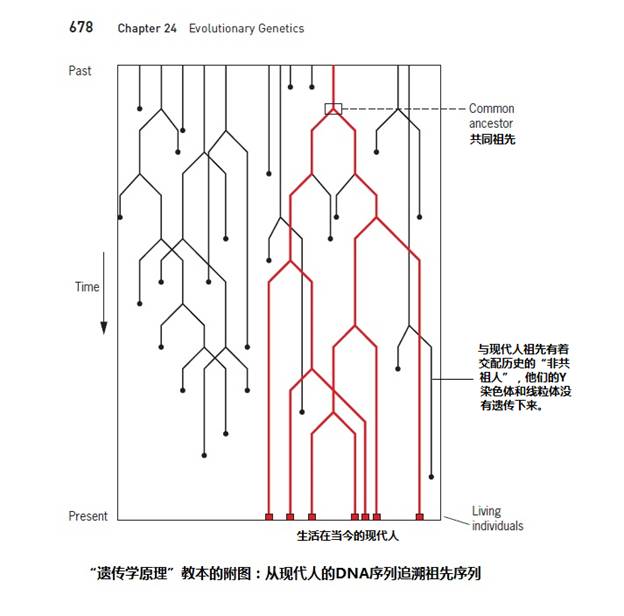 678 Chapter 24 Evolutionary Genetics
Past
Common
ancestor
共同祖先
Time
与现代人祖先有着
交配历史的“非共
祖人”，他们的Y
染色体和线粒体没
有遗传下来。
Present
Living
individuals
生活在当今的现代人
“遗传学原理”教本的附图：从现代人的DNA序列追溯祖先序列